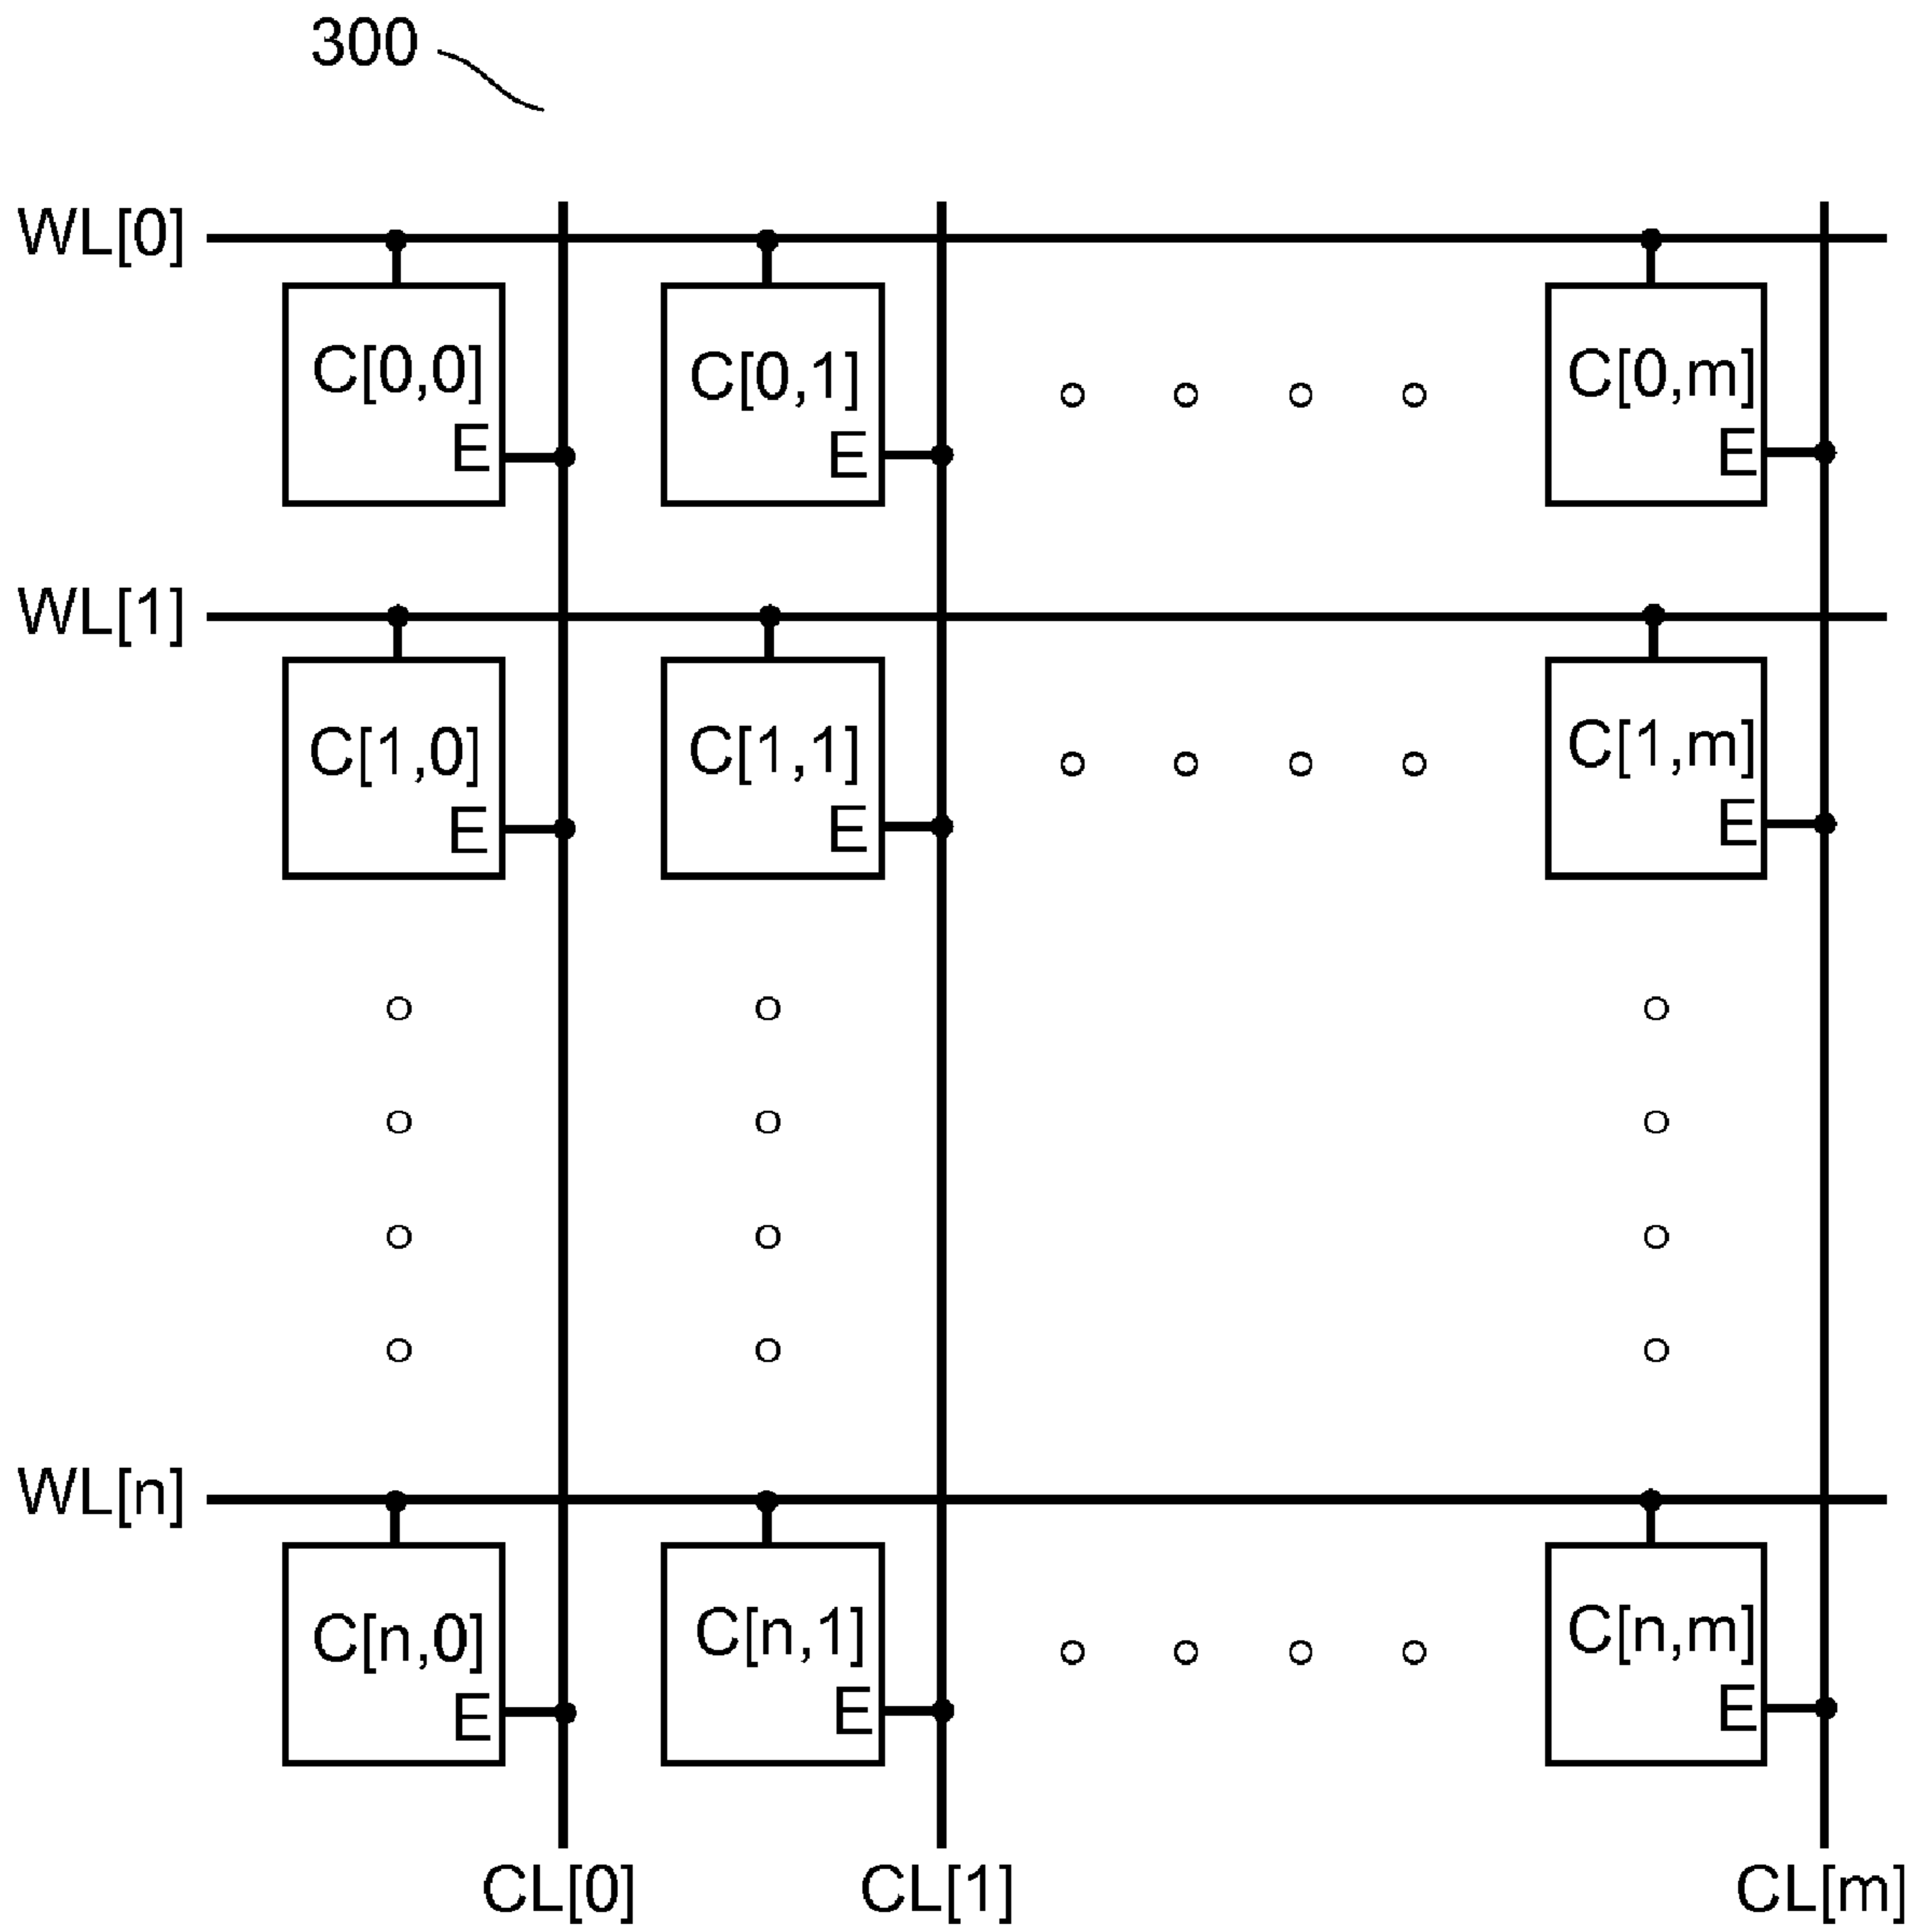 300
WL[0]
C[0,0]
E
C[0,1]
E
C[0,m]
E
WL[1]
C[1,0]
E
C[1,1]
E
C[1,m]
E
WL[n]
C[n,0]
E
C[n,1]
E
C[n,m]
E
CL[0]
CL[1]
CL[m]